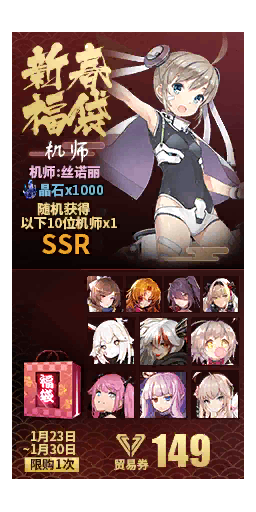 新春
福袋
机师
机师:丝诺丽
晶石x1000
随机获得
以下10位机师x1
SSR
福袋
1月23日
~1月30日
限购1次
贸易券
149